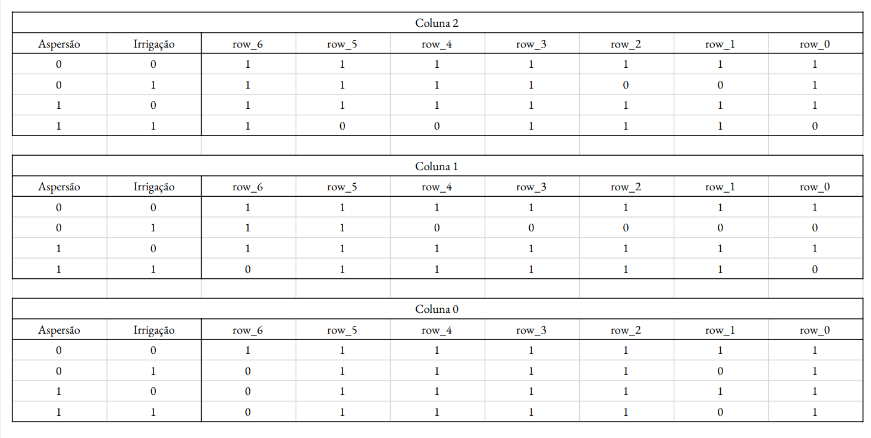 Coluna 2
Aspersão Irrigação row_6 row_5 row_4 row_3 row_2 row_1 row_0
0 0 1 1 1 1 1 1 1
0 1 1 1 1 1 0 0 1
1 0 1 1 1 1 1 1 1
1 1 1 0 0 1 1 1 0
Coluna 1
Aspersão Irrigação row_6 row_5 row_4 row_3 row_2 row_1 row_0
0 0 1 1 1 1 1 1 1
0 1 1 1 0 0 0 0 0
1 0 1 1 1 1 1 1 1
1 1 0 1 1 1 1 1 0
Coluna 0
Aspersão Irrigação row_6 row_5 row_4 row_3 row_2 row_1 row_0
0 0 1 1 1 1 1 1 1
0 1 0 1 1 1 1 0 1
1 0 0 1 1 1 1 1 1
1 1 0 1 1 1 1 0 1